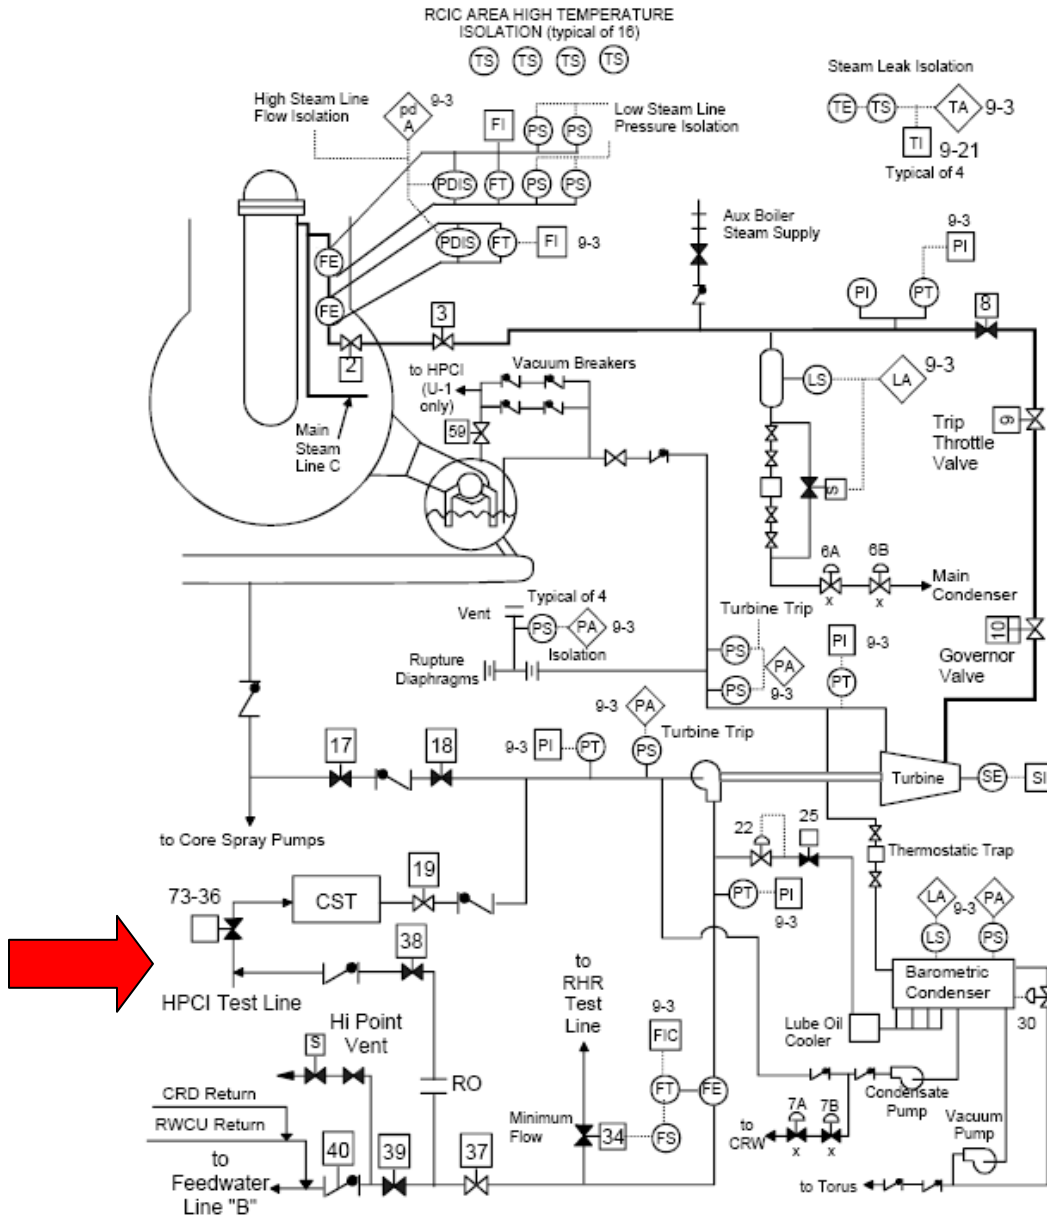 RCIC AREA HIGH TEMPERATURE
ISOLATION (typical of 16)
TS TS TS TS
Steam Leak Isolation
TE TS TA 9-3
TI 9-21
Typical of 4
High Steam Line
Flow Isolation
pd
A
9-3
FI
PS PS
Low Steam Line
Pressure Isolation
PDIS FT PS PS
PDIS FT FI 9-3
FE
FE
Aux Boiler
Steam Supply
9-3
PI
PI PT
8
3
2
to HPCI
(U-1
only)
Vacuum Breakers
59
Main
Steam
Line C
LS LA 9-3
S
9
Trip
Throttle
Valve
6A 6B
x x
Main
Condenser
10
Governor
Valve
Typical of 4
Vent
PS PA 9-3
Isolation
Rupture
Diaphragms
Turbine Trip
PS
PS
PA
9-3
PI 9-3
PT
9-3 PA
Turbine Trip
PS
9-3 PI PT
17 18
Turbine SE SI
to Core Spray Pumps
22 25
Thermostatic Trap
73-36
CST
19
PT PI
9-3
38
HPCI Test Line
LA 9-3 PA
LS PS
Barometric
Condenser
30
Lube Oil
Cooler
to
RHR
Test
Line
Hi Point
Vent
S
RO
9-3
FIC
FT FE
FS
Condensate
Pump
7A 7B
x x
to
CRW
Vacuum
Pump
CRD Return
RWCU Return
Minimum
Flow
34
40 39 37
to
Feedwater
Line "B"
to Torus